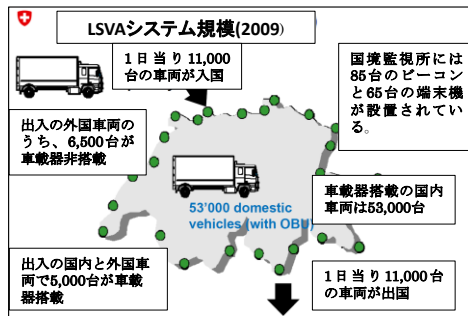 LSVAシステム規模(2009)
1日当り11,000
台の車両が入国
国境監視所には
85台のビーコン
と65台の端末機
が設置されてい
る。
出入の外国車両の
うち、6,500台が
車載器非搭載
53'000 domestic
vehicles (with OBU)
車載器搭載の国内
車両は53,000台
出入の国内と外国車
両で5,000台が車載
器搭載
1日当り11,000台
の車両が出国